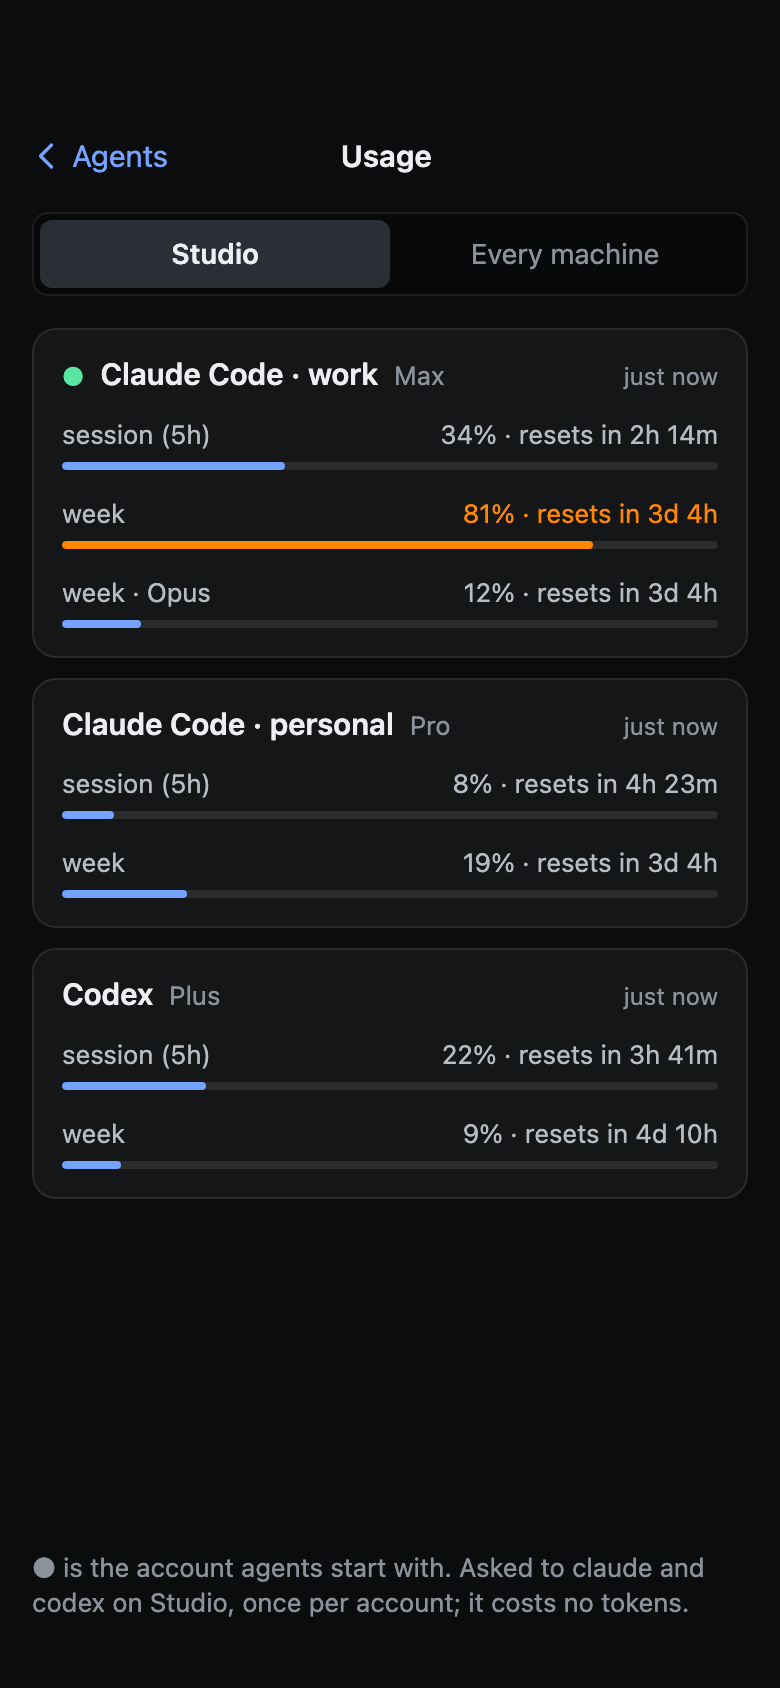 Agents
Usage
Studio
Every machine
Claude Code · work Max just now
session (5h) 34% · resets in 2h 14m
week 81% · resets in 3d 4h
week · Opus 12% · resets in 3d 4h
Claude Code · personal Pro just now
session (5h) 8% · resets in 4h 23m
week 19% · resets in 3d 4h
Codex Plus just now
session (5h) 22% · resets in 3h 41m
week 9% · resets in 4d 10h
● is the account agents start with. Asked to claude and
codex on Studio, once per account; it costs no tokens.